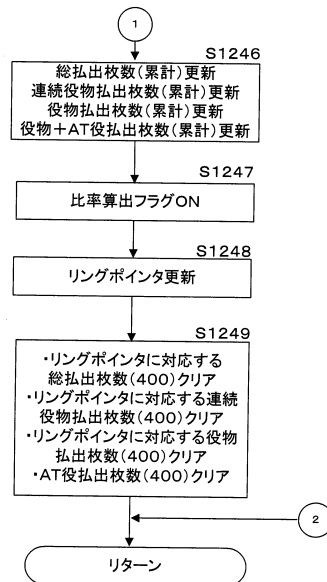 1
S1246
総払出枚数(累計)更新
連続役物払出枚数(累計)更新
役物払出枚数(累計)更新
役物+AT役払出枚数(累計)更新
S1247
比率算出フラグON
S1248
リングポインタ更新
S1249
・リングポインタに対応する
総払出枚数(400)クリア
・リングポインタに対応する連続
役物払出枚数(400)クリア
・リングポインタに対応する役物
払出枚数(400)クリア
・AT役払出枚数(400)クリア
2
リターン